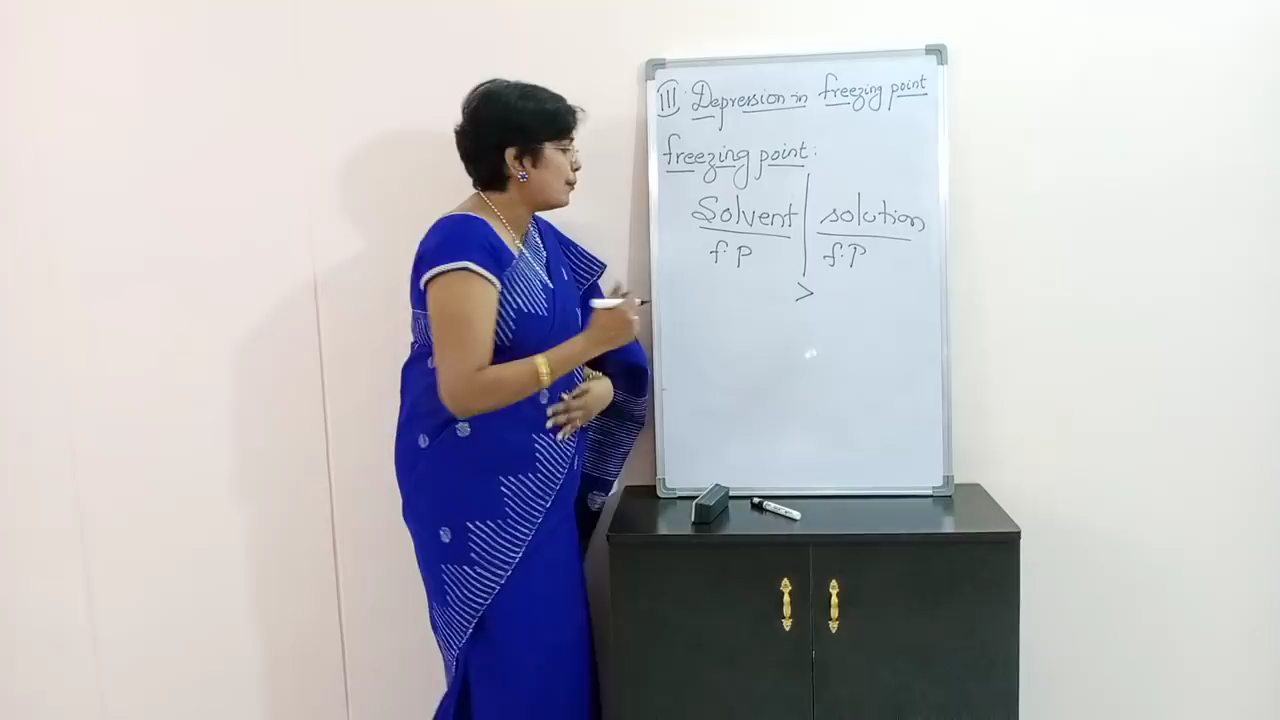 III. Depression in freezing point
freezing point:
Solvent | solution
f.p f.p
>